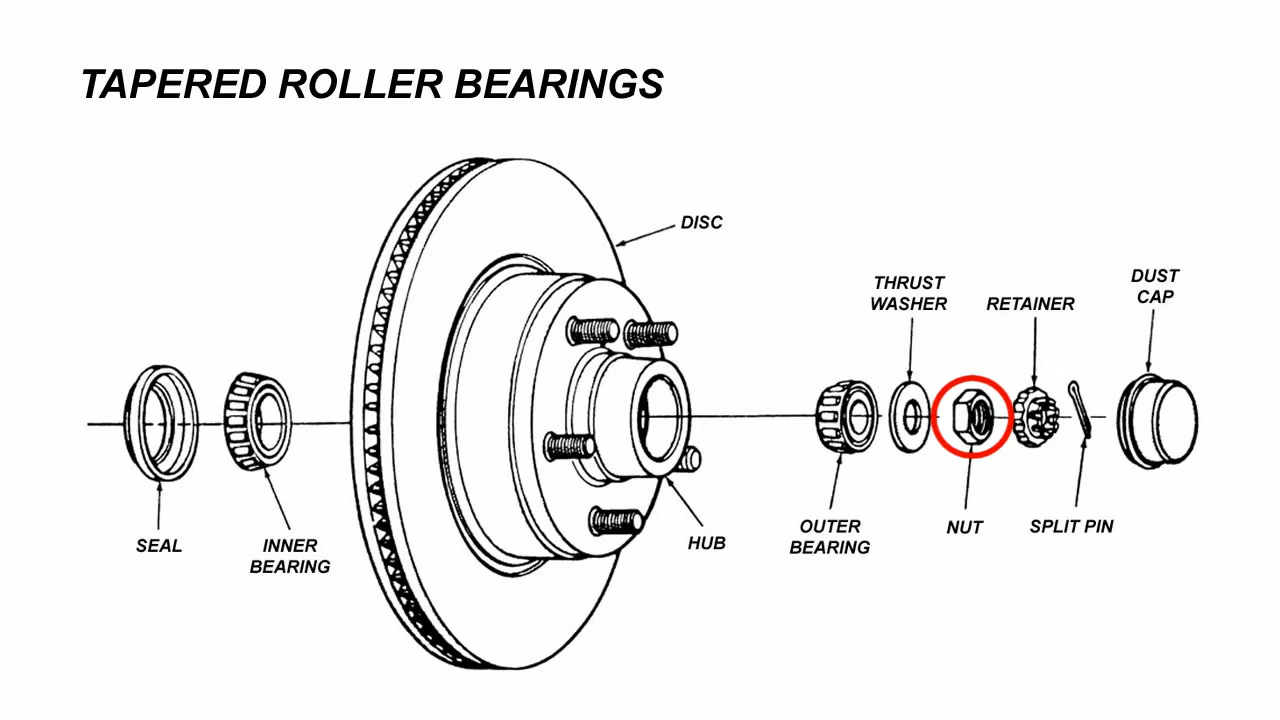 TAPERED ROLLER BEARINGS
DISC
THRUST
WASHER
RETAINER
DUST
CAP
SEAL
INNER
BEARING
HUB
OUTER
BEARING
NUT
SPLIT PIN